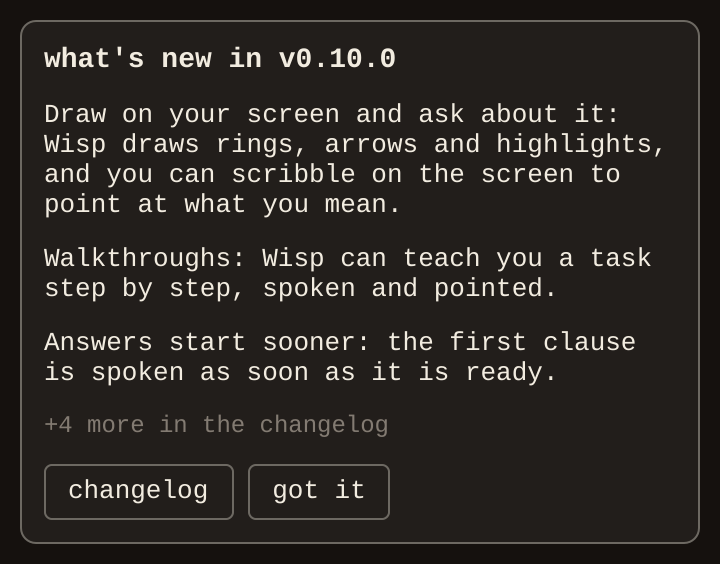 what's new in v0.10.0
Draw on your screen and ask about it:
Wisp draws rings, arrows and highlights,
and you can scribble on the screen to
point at what you mean.
Walkthroughs: Wisp can teach you a task
step by step, spoken and pointed.
Answers start sooner: the first clause
is spoken as soon as it is ready.
+4 more in the changelog
changelog
got it